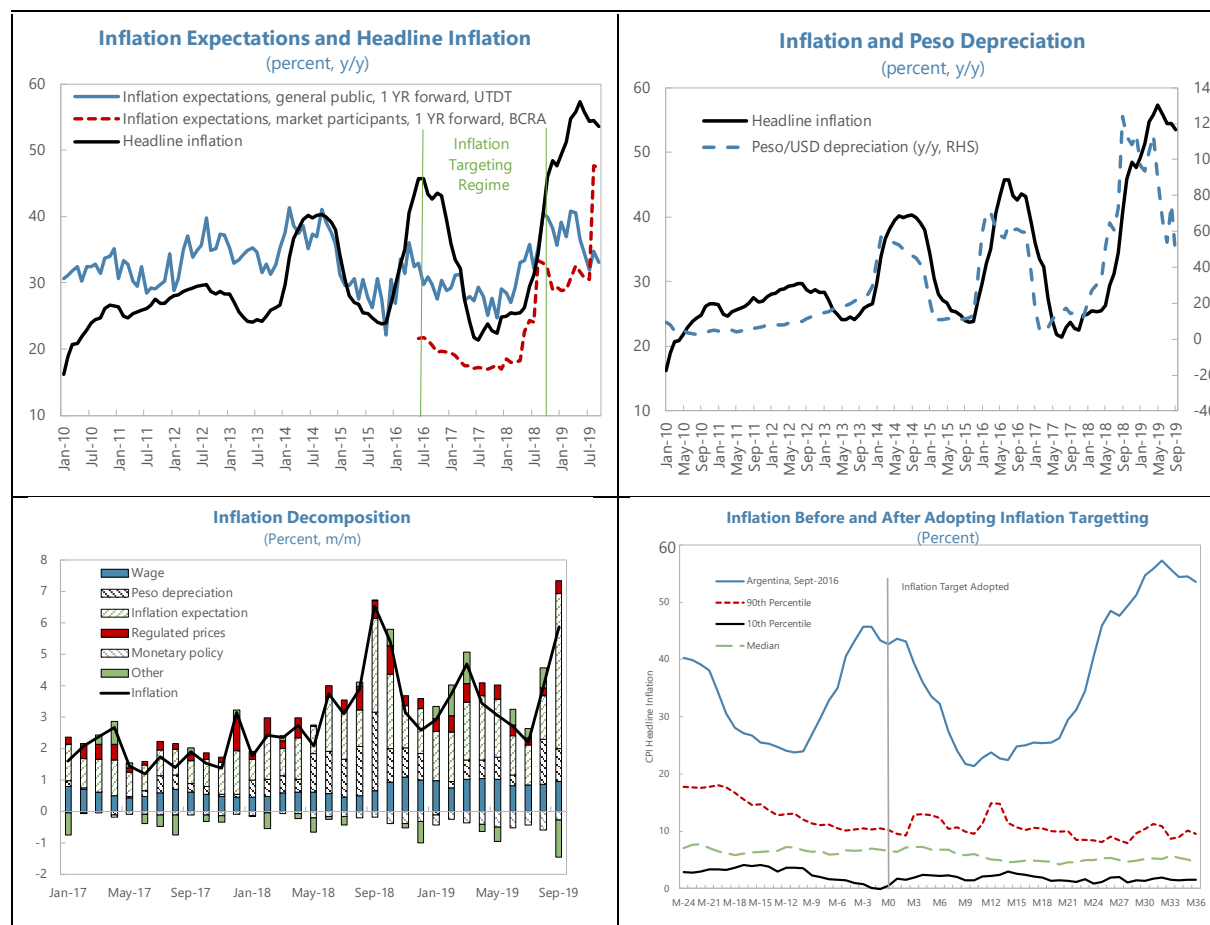 Inflation Expectations and Headline Inflation
(percent, y/y)
60
50
40
30
20
10
Inflation expectations, general public, 1 YR forward, UTDT
Inflation expectations, market participants, 1 YR forward, BCRA
Headline inflation
Inflation
Targeting
Regime
Jan-10
Jul-10
Jan-11
Jul-11
Jan-12
Jul-12
Jan-13
Jul-13
Jan-14
Jul-14
Jan-15
Jul-15
Jan-16
Jul-16
Jan-17
Jul-17
Jan-18
Jul-18
Jan-19
Jul-19
Inflation and Peso Depreciation
(percent, y/y)
60
50
40
30
20
10
Headline inflation
Peso/USD depreciation (y/y, RHS)
14
120
100
80
60
40
20
0
-20
-40
Jan-10
May-10
Sep-10
Jan-11
May-11
Sep-11
Jan-12
May-12
Sep-12
Jan-13
May-13
Sep-13
Jan-14
May-14
Sep-14
Jan-15
May-15
Sep-15
Jan-16
May-16
Sep-16
Jan-17
May-17
Sep-17
Jan-18
May-18
Sep-18
Jan-19
May-19
Sep-19
Inflation Decomposition
(Percent, m/m)
8
7
6
5
4
3
2
1
0
-1
-2
Wage
Peso depreciation
Inflation expectation
Regulated prices
Monetary policy
Other
Inflation
Jan-17
May-17
Sep-17
Jan-18
May-18
Sep-18
Jan-19
May-19
Sep-19
Inflation Before and After Adopting Inflation Targetting
(Percent)
60
50
40
30
20
10
0
CPI Headline Inflation
Argentina, Sept-2016
90th Percentile
10th Percentile
Median
Inflation Target Adopted
M-24
M-21
M-18
M-15
M-12
M-9
M-6
M-3
M0
M3
M6
M9
M12
M15
M18
M21
M24
M27
M30
M33
M36